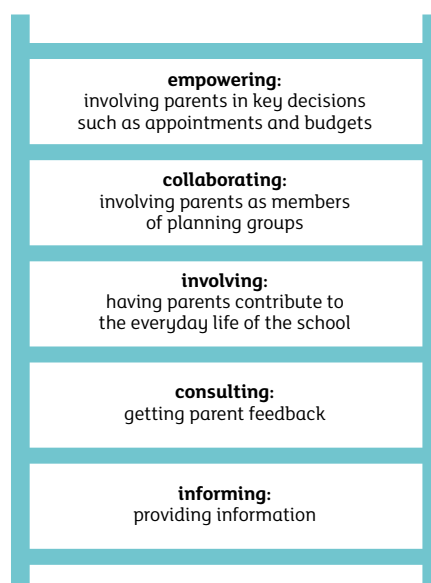 empowering:
involving parents in key decisions
such as appointments and budgets
collaborating:
involving parents as members
of planning groups
involving:
having parents contribute to
the everyday life of the school
consulting:
getting parent feedback
informing:
providing information